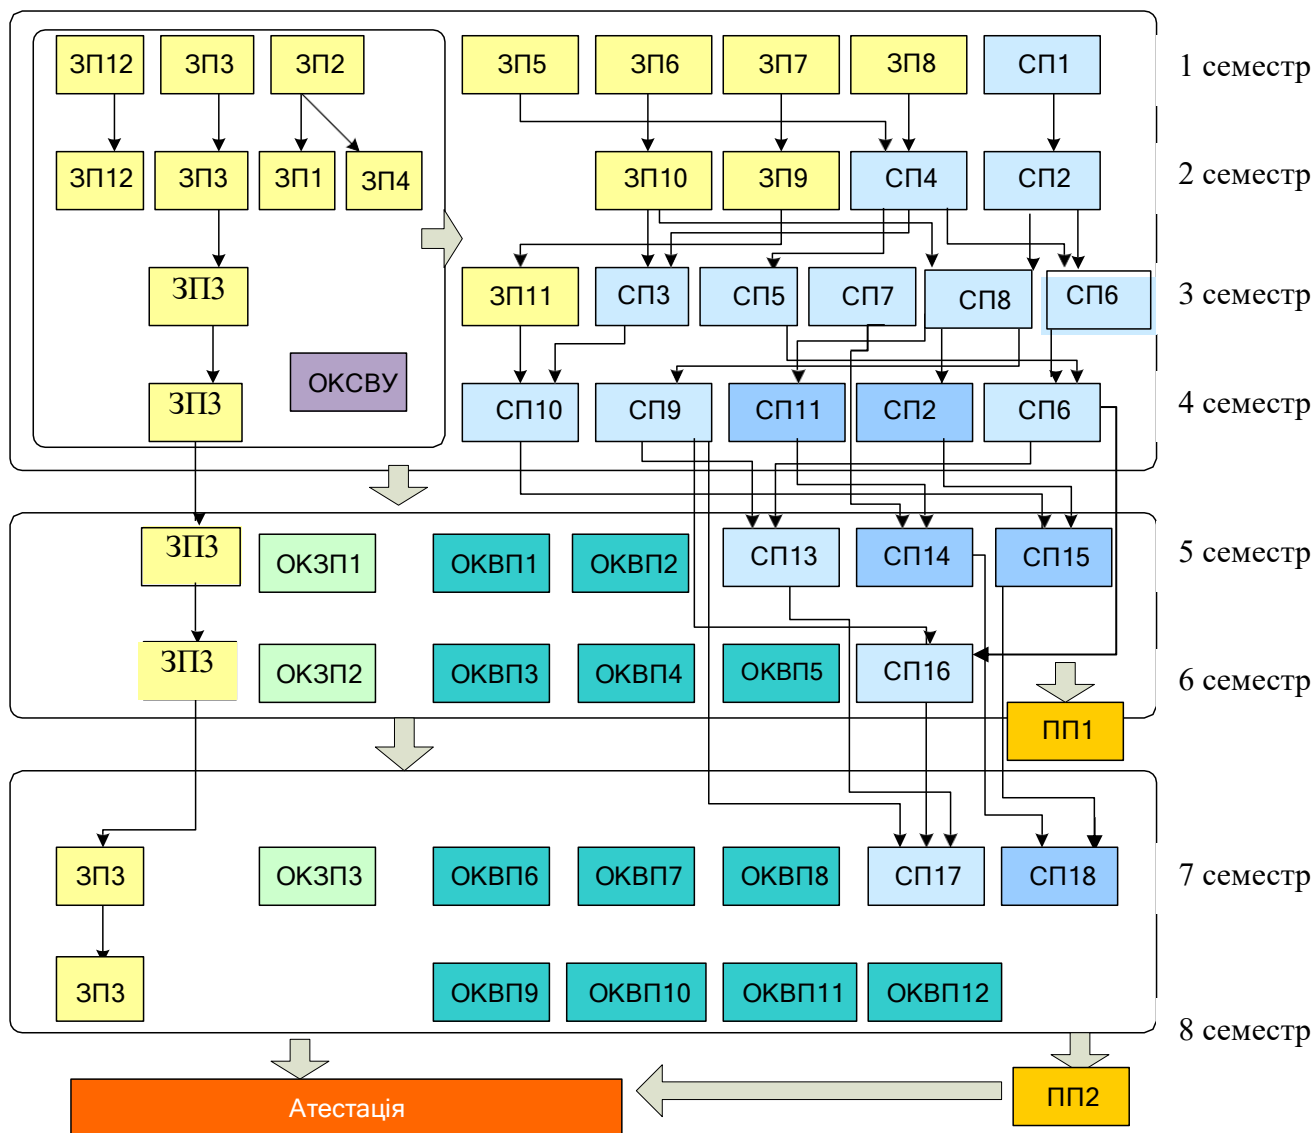 ЗП12 ЗП3 ЗП2 ЗП5 ЗП6 ЗП7 ЗП8 СП1 1 семестр
ЗП12 ЗП3 ЗП1 ЗП4 ЗП10 ЗП9 СП4 СП2 2 семестр
ЗП3 ЗП11 СП3 СП5 СП7 СП8 СП6 3 семестр
ЗП3 ОКСВУ СП10 СП9 СП11 СП2 СП6 4 семестр
ЗП3 ОКЗП1 ОКВП1 ОКВП2 СП13 СП14 СП15 5 семестр
ЗП3 ОКЗП2 ОКВП3 ОКВП4 ОКВП5 СП16 6 семестр
ПП1
ЗП3 ОКЗП3 ОКВП6 ОКВП7 ОКВП8 СП17 СП18 7 семестр
ЗП3 ОКВП9 ОКВП10 ОКВП11 ОКВП12
8 семестр
Атестація ПП2